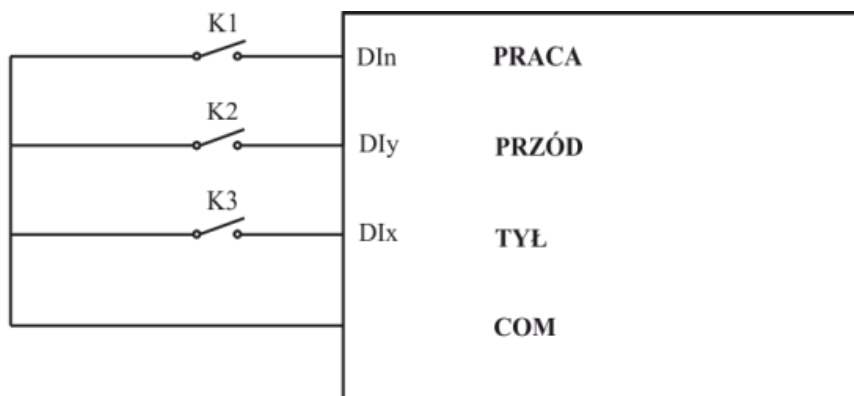 K1
DIn PRACA
K2
DIy PRZÓD
K3
DIx TYŁ
COM